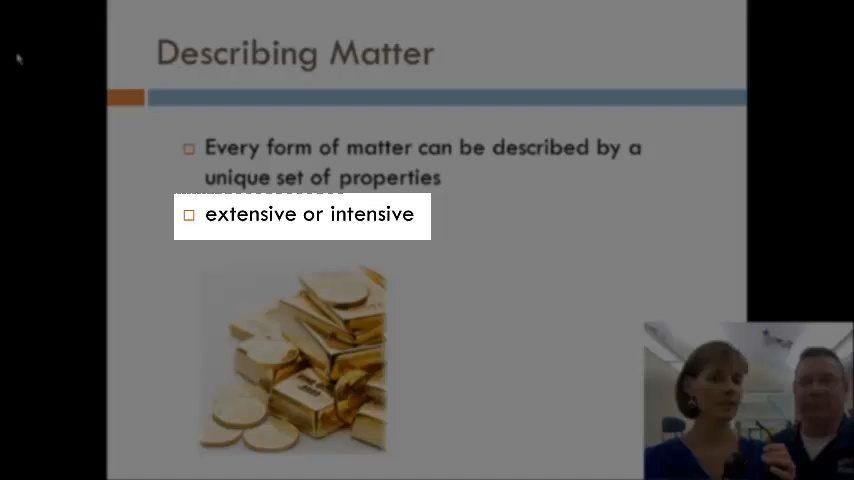 Describing Matter
Every form of matter can be described by a
unique set of properties
extensive or intensive